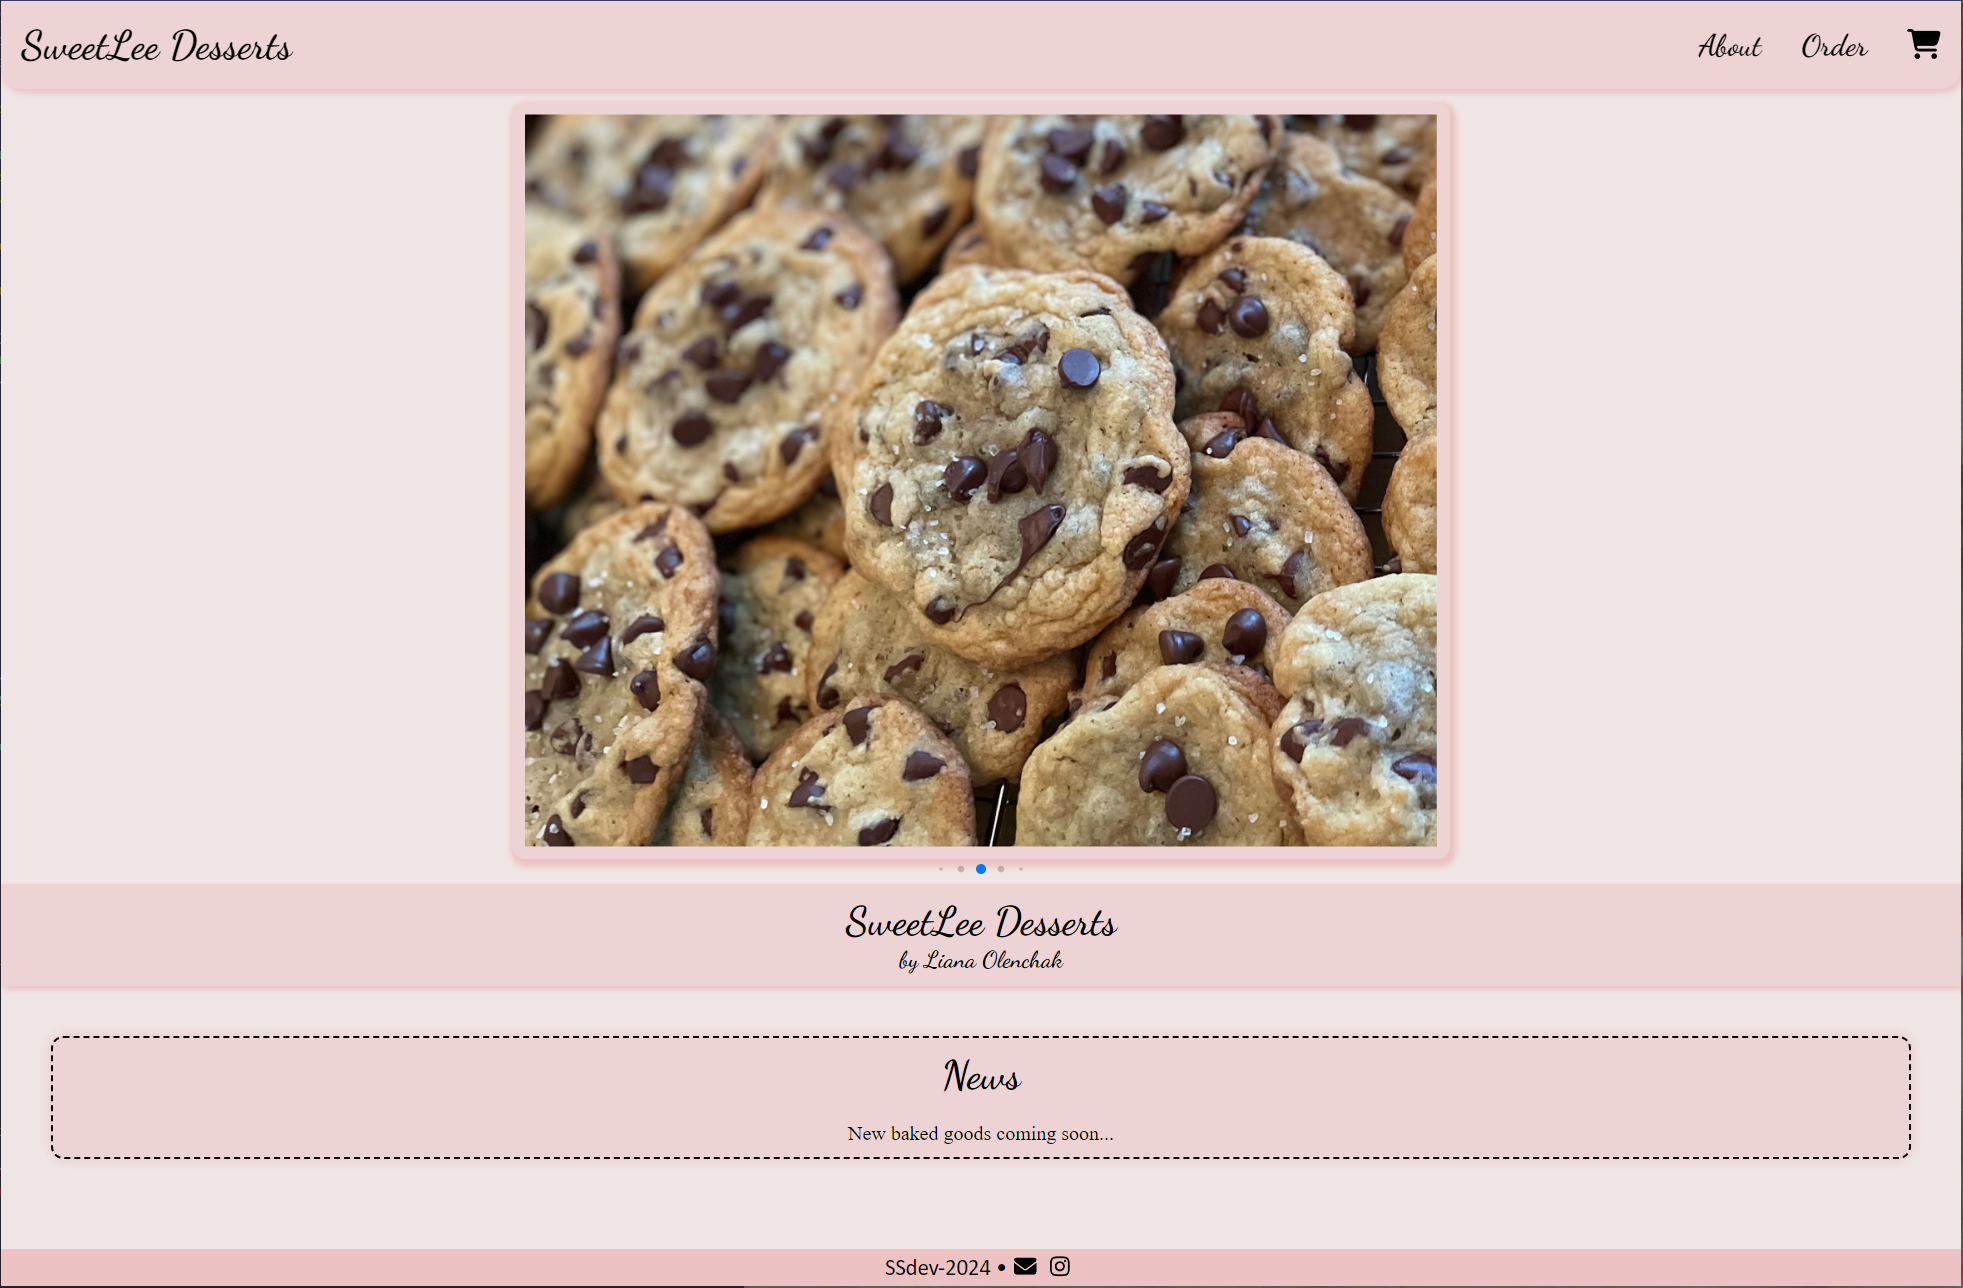 SweetLee Desserts
About
Order
SweetLee Desserts
by Liana Olenchak
News
New baked goods coming soon...
SSdev-2024 •